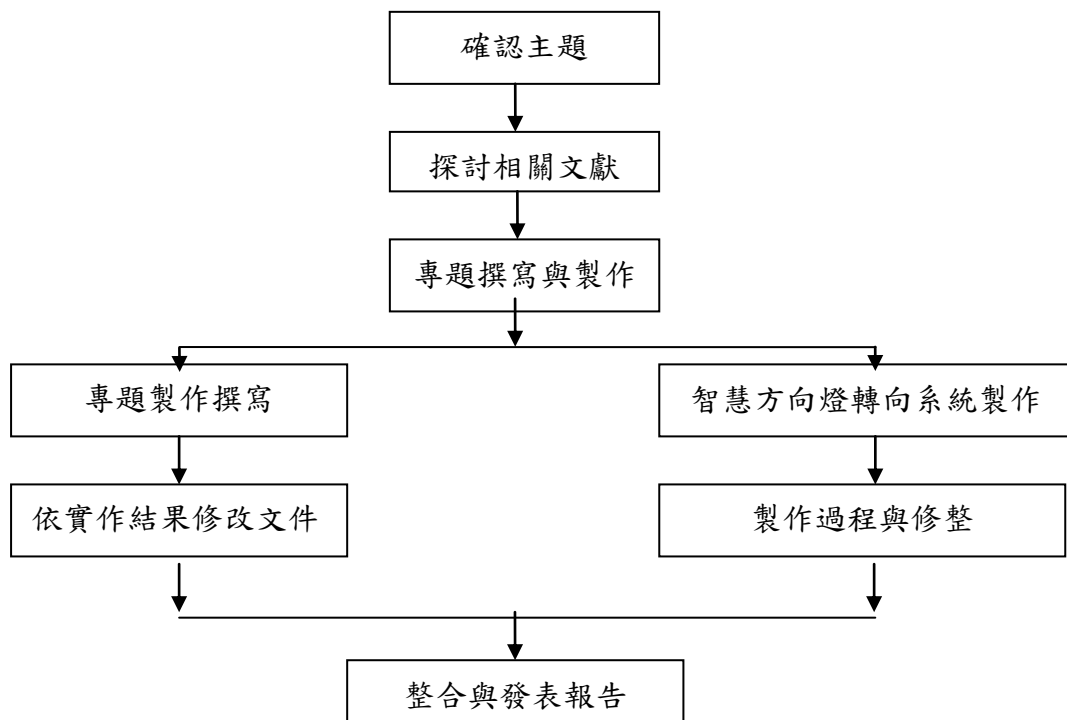 確認主題
探討相關文獻
專題撰寫與製作
專題製作撰寫
智慧方向燈轉向系統製作
依實作結果修改文件
製作過程與修整
整合與發表報告